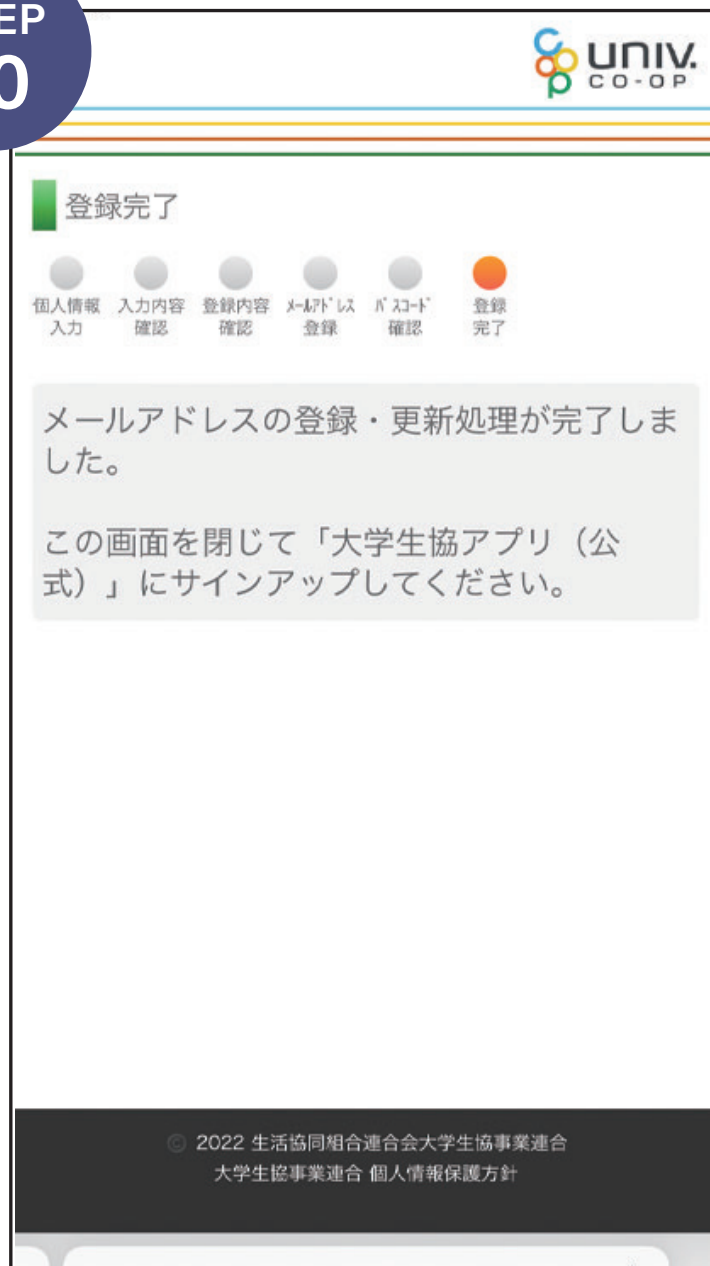 EP
0
UNIV.
CO-OP
登録完了
個人情報
入力
入力内容
確認
登録内容
確認
ﾒｰﾙｱﾄﾞﾚｽ
登録
ﾊﾟｽｺｰﾄﾞ
確認
登録
完了
メールアドレスの登録・更新処理が完了しま
した。
この画面を閉じて「大学生協アプリ（公
式）」にサインアップしてください。
© 2022 生活協同組合連合会大学生協事業連合
大学生協事業連合 個人情報保護方針